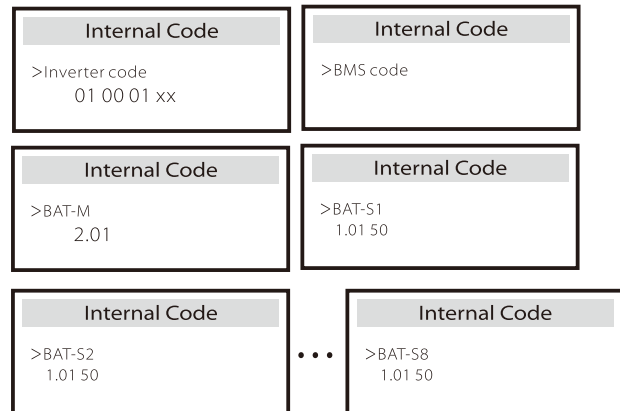 Internal Code
>Inverter code
01 00 01 xx
Internal Code
>BMS code
Internal Code
>BAT-M
2.01
Internal Code
>BAT-S1
1.01 50
Internal Code
>BAT-S2
1.01 50
...
Internal Code
>BAT-S8
1.01 50